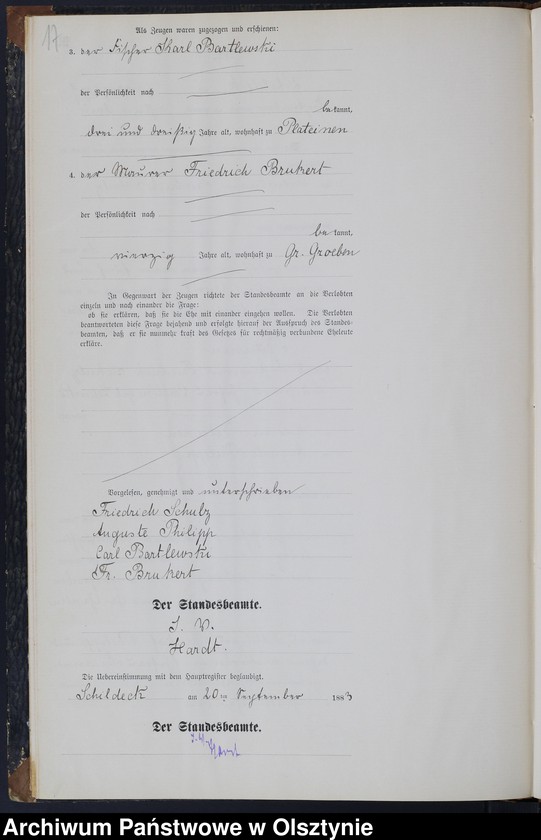 17
Als Zeugen waren zugezogen und erschienen:
3. der Fischer Karl Bartlewski
der Persönlichkeit nach
be kannt,
drei und dreißig Jahre alt, wohnhaft zu Plateinen
4. der Maurer Friedrich Brukert
der Persönlichkeit nach
be kannt,
vierzig Jahre alt, wohnhaft zu Gr. Groeben
In Gegenwart der Zeugen richtete der Standesbeamte an die Verlobten
einzeln und nach einander die Frage:
ob sie erklären, daß sie die Ehe mit einander eingehen wollen. Die Verlobten
beantworteten diese Frage bejahend und erfolgte hierauf der Ausspruch des Standes-
beamten, daß er sie nunmehr kraft des Gesetzes für rechtmäßig verbundene Eheleute
erkläre.
Vorgelesen, genehmigt und unterschrieben
Friedrich Schulz
Auguste Philipp
Carl Bartlewski
Fr. Brukert
Der Standesbeamte.
I. V.
Hardt.
Die Uebereinstimmung mit dem Hauptregister beglaubigt.
Scheldeck am 20ten September 1883
Der Standesbeamte.
I. V. Hardt
Archiwum Państwowe w Olsztynie